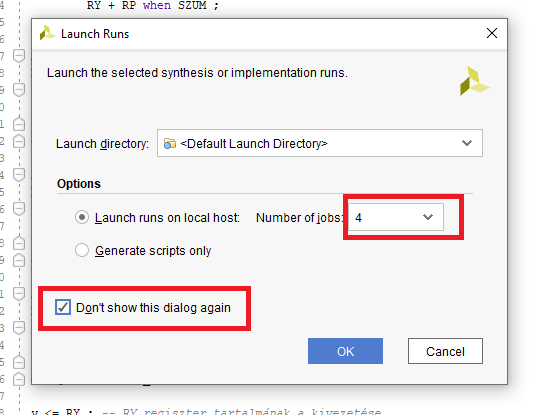 RY + RP when SZUM ;
Launch Runs
Launch the selected synthesis or implementation runs.
Launch directory: <Default Launch Directory>
Options
Launch runs on local host: Number of jobs: 4
Generate scripts only
Don't show this dialog again
OK Cancel
y <= RY ; -- RY regiszter tartalmának a kivezetése